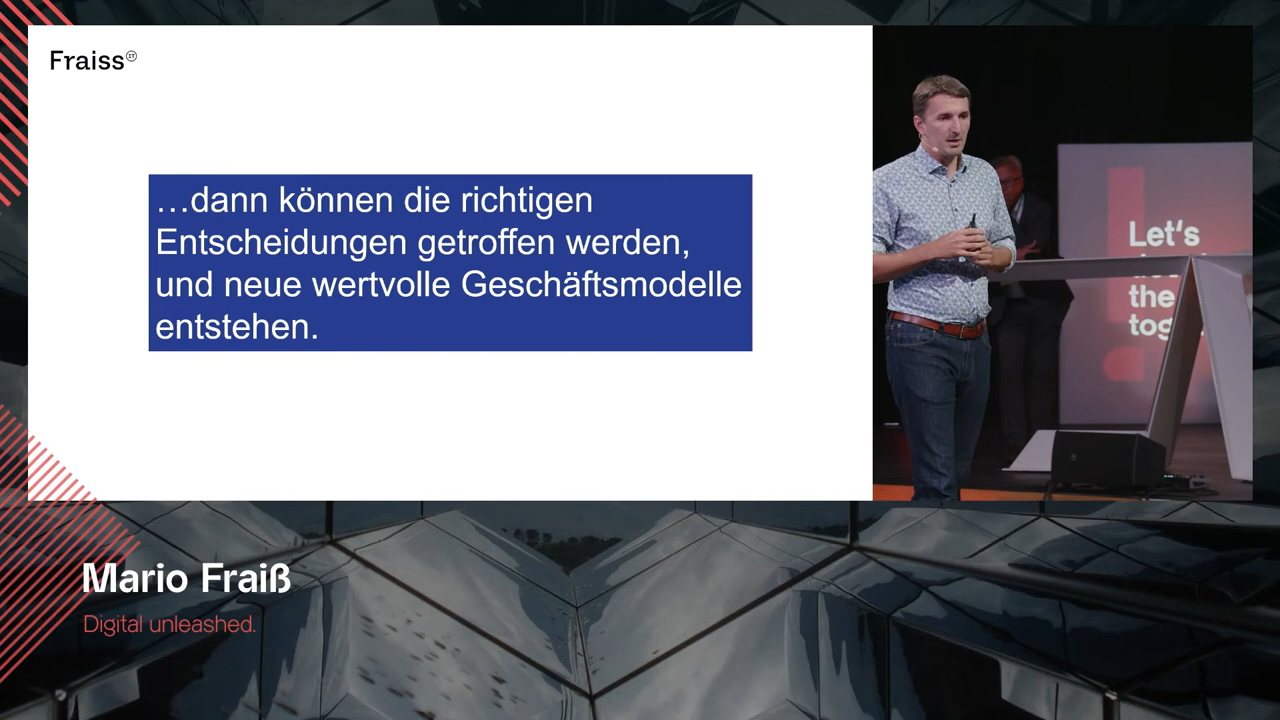 Fraiss
…dann können die richtigen
Entscheidungen getroffen werden,
und neue wertvolle Geschäftsmodelle
entstehen.
Let's
the
Mario Fraiß
Digital unleashed.